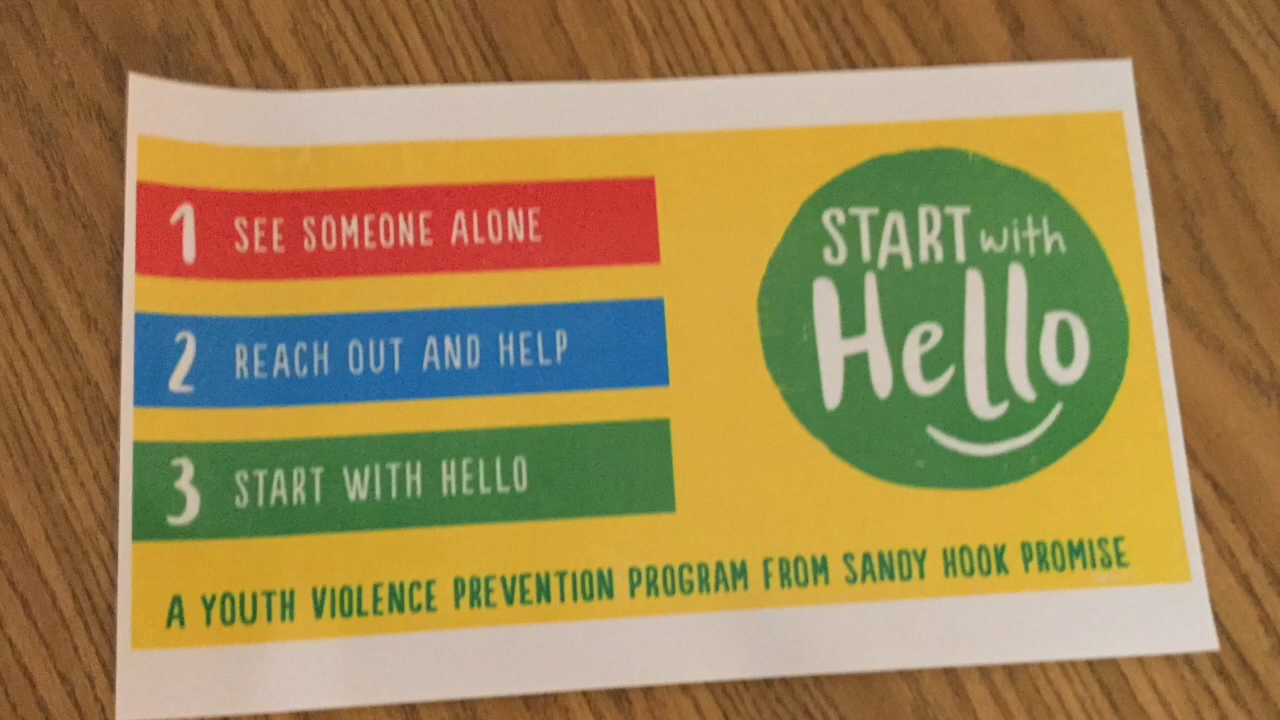 1 SEE SOMEONE ALONE
2 REACH OUT AND HELP
3 START WITH HELLO
START with
Hello
A YOUTH VIOLENCE PREVENTION PROGRAM FROM SANDY HOOK PROMISE